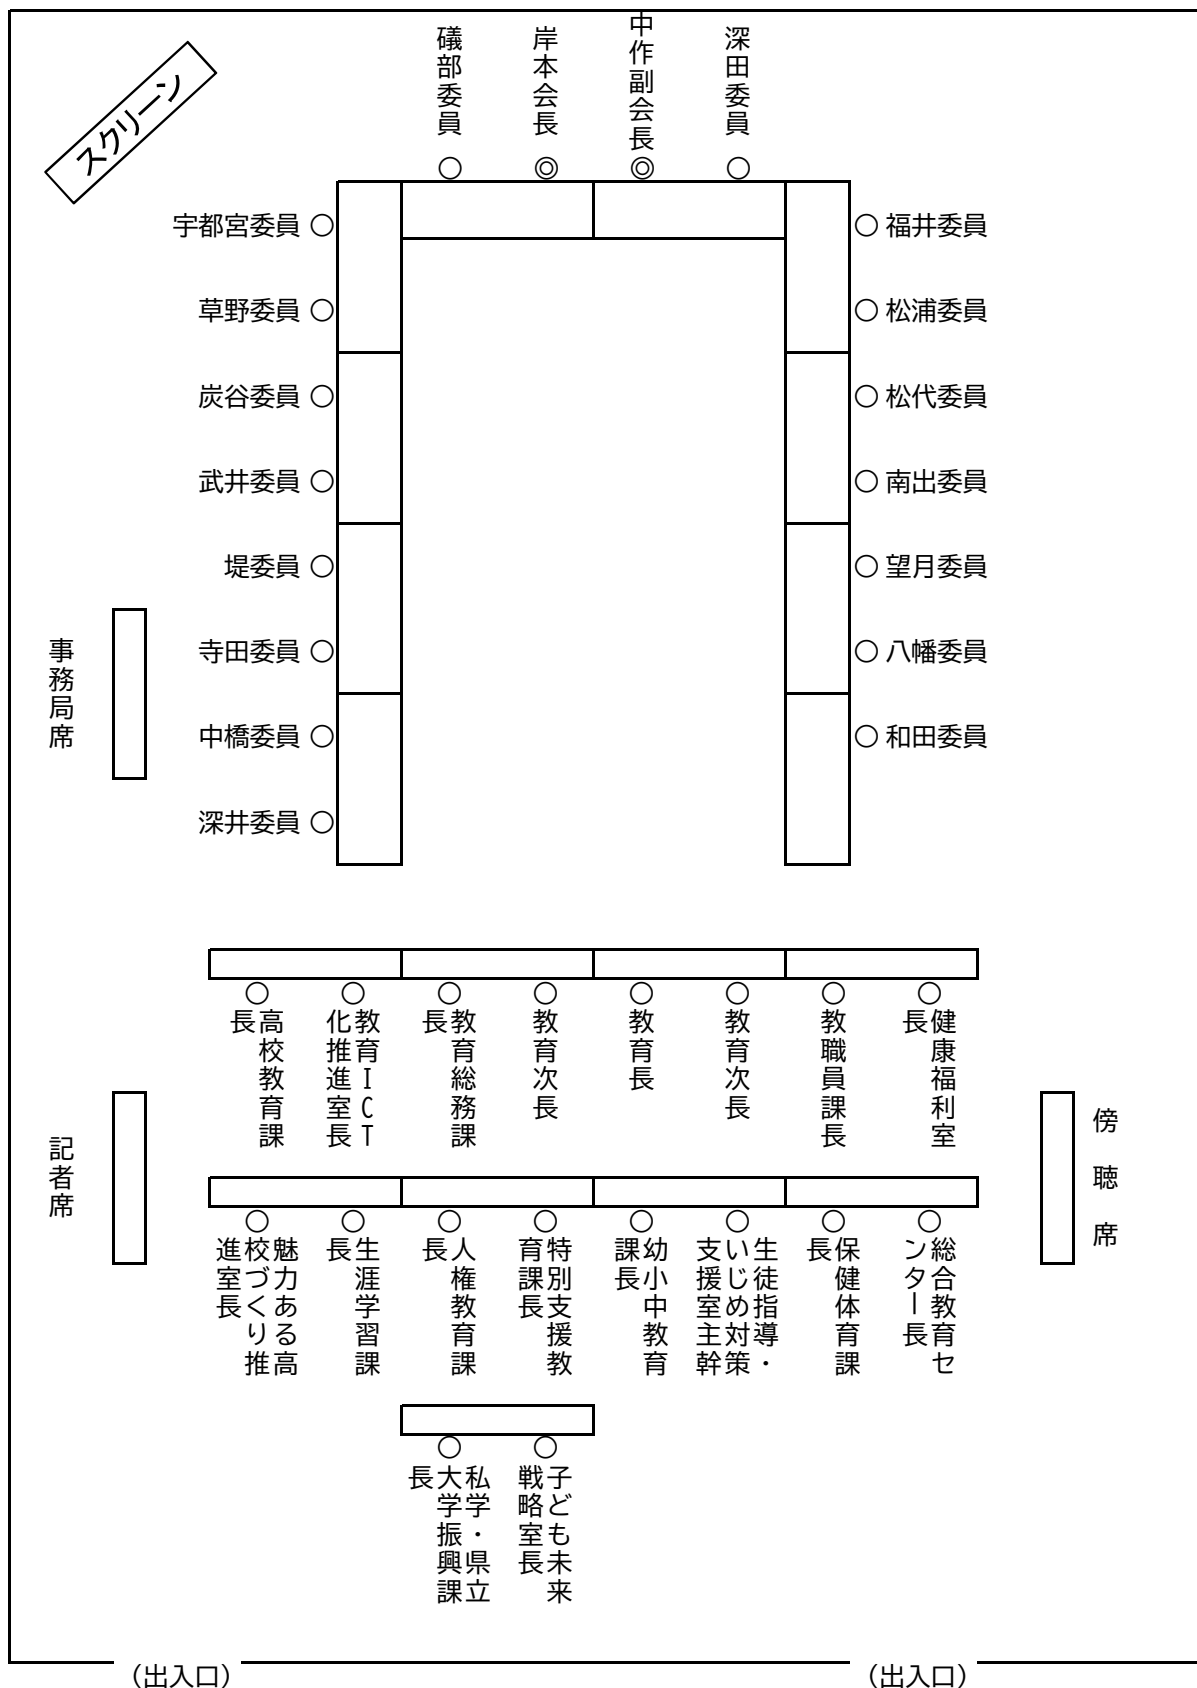 スクリーン
礒部委員
岸本会長
中作副会長
深田委員
○
◎
◎
○
宇都宮委員 ○
○ 福井委員
草野委員 ○
○ 松浦委員
炭谷委員 ○
○ 松代委員
武井委員 ○
○ 南出委員
堤委員 ○
○ 望月委員
寺田委員 ○
○ 八幡委員
中橋委員 ○
○ 和田委員
深井委員 ○
事務局席
○
高校教育課
長
○
教育ICT
化推進室長
○
教育総務課
長
○
教育次長
○
教育長
○
教育次長
○
教職員課長
○
健康福利室
長
記者席
傍聴席
○
魅力ある高
校づくり推
進室長
○
生涯学習課
長
○
人権教育課
長
○
特別支援教
育課長
○
幼小中教育
課長
○
生徒指導・
いじめ対策
支援室主幹
○
保健体育課
長
○
総合教育セ
ンター長
○
私学・県立
大学振興課
長
○
子ども未来
戦略室長
（出入口）
（出入口）